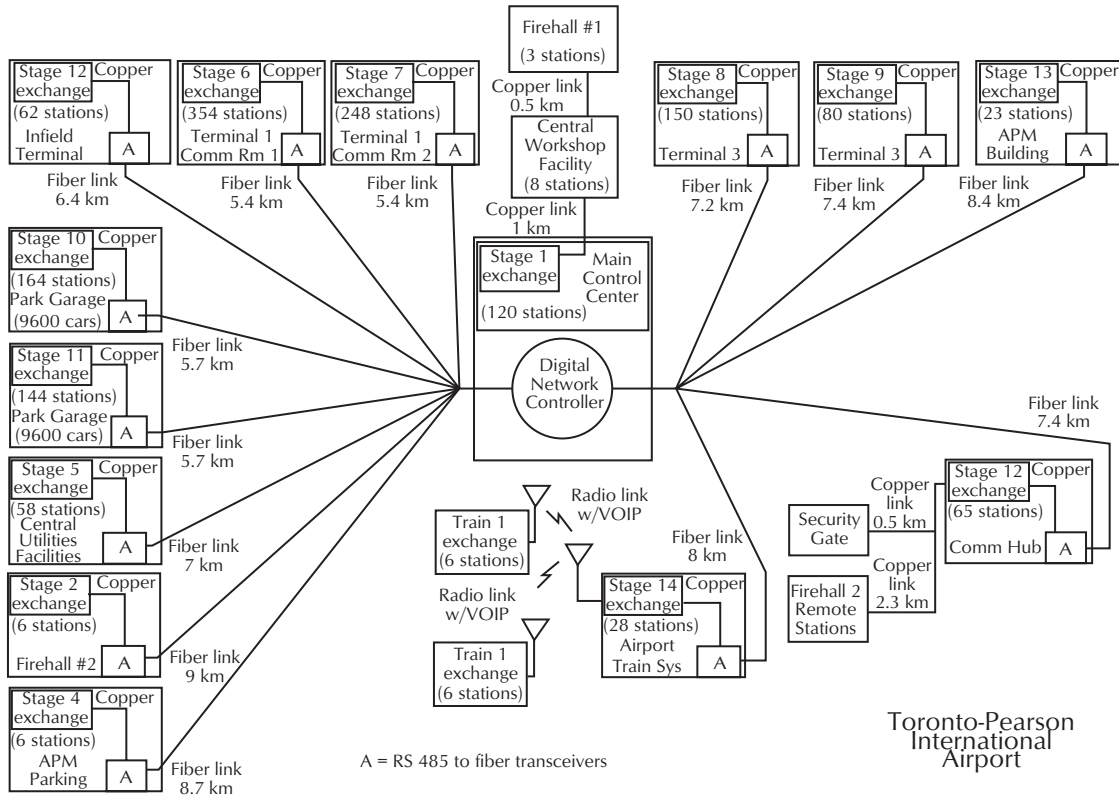 Firehall #1
(3 stations)
Copper link
0.5 km
Central
Workshop
Facility
(8 stations)
Copper link
1 km
Stage 1
exchange
Main
Control
Center
(120 stations)
Digital
Network
Controller
Stage 12
exchange
Copper
(62 stations)
Infield
Terminal
A
Fiber link
6.4 km
Stage 6
exchange
Copper
(354 stations)
Terminal 1
Comm Rm 1
A
Fiber link
5.4 km
Stage 7
exchange
Copper
(248 stations)
Terminal 1
Comm Rm 2
A
Fiber link
5.4 km
Stage 8
exchange
Copper
(150 stations)
Terminal 3
A
Fiber link
7.2 km
Stage 9
exchange
Copper
(80 stations)
Terminal 3
A
Fiber link
7.4 km
Stage 13
exchange
Copper
(23 stations)
APM
Building
A
Fiber link
8.4 km
Stage 10
exchange
Copper
(164 stations)
Park Garage
(9600 cars)
A
Fiber link
5.7 km
Stage 11
exchange
Copper
(144 stations)
Park Garage
(9600 cars)
A
Fiber link
5.7 km
Stage 5
exchange
Copper
(58 stations)
Central
Utilities
Facilities
A
Fiber link
7 km
Stage 2
exchange
Copper
(6 stations)
Firehall #2
A
Fiber link
9 km
Stage 4
exchange
Copper
(6 stations)
APM
Parking
A
Fiber link
8.7 km
Train 1
exchange
(6 stations)
Radio link
w/VOIP
Radio link
w/VOIP
Train 1
exchange
(6 stations)
Stage 14
exchange
Copper
(28 stations)
Airport
Train Sys
A
Fiber link
8 km
Fiber link
7.4 km
Stage 12
exchange
Copper
(65 stations)
Comm Hub
A
Copper
link
0.5 km
Security
Gate
Copper
link
2.3 km
Firehall 2
Remote
Stations
A = RS 485 to fiber transceivers
Toronto-Pearson
International
Airport